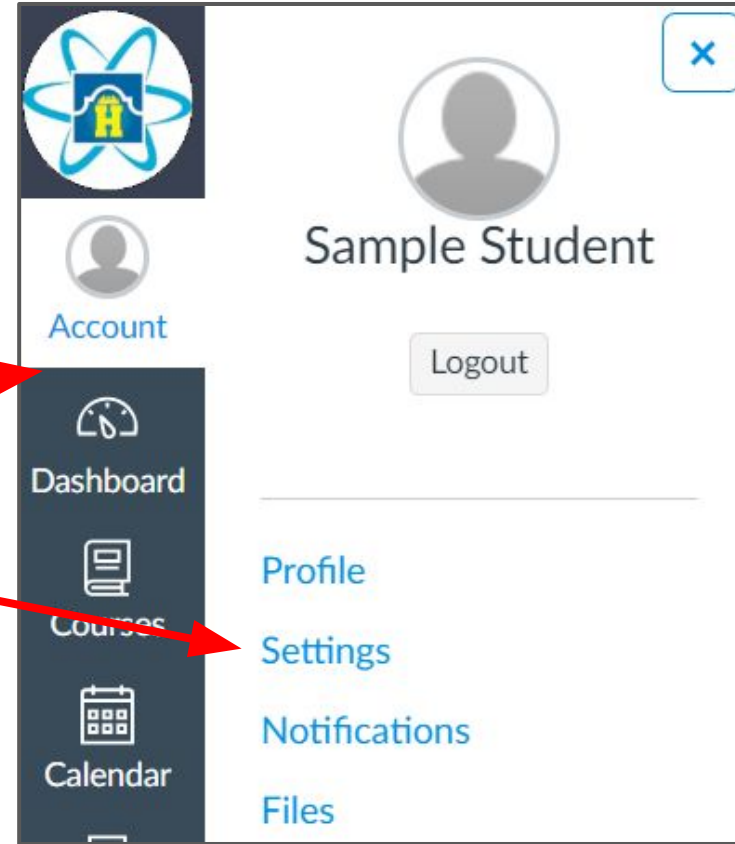 H
Account
Dashboard
Courses
Calendar
×
Sample Student
Logout
Profile
Settings
Notifications
Files